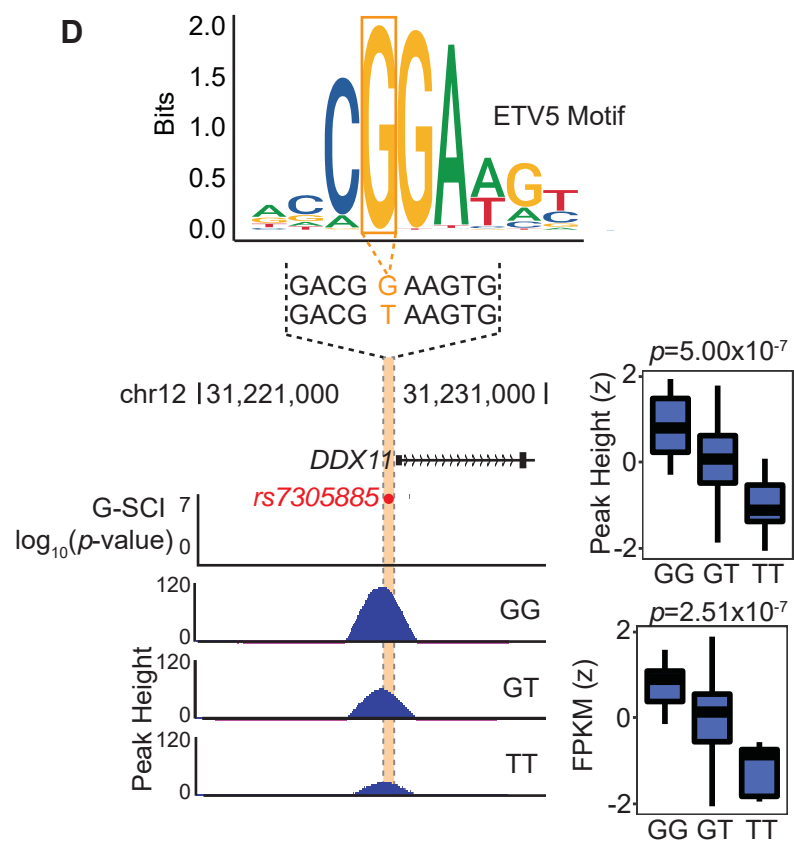 D
2.0
1.5
1.0
0.5
0.0
Bits
ETV5 Motif
A C C G G A A G T
GACG G AAGTG
GACG T AAGTG
chr12 31,221,000 31,231,000
DDX11
rs7305885
G-SCI
log10(p-value)
7
0
120
0
GG
120
0
GT
120
0
TT
Peak Height
p=5.00x10-7
Peak Height (z)
2
0
-2
GG GT TT
p=2.51x10-7
FPKM (z)
2
0
-2
GG GT TT